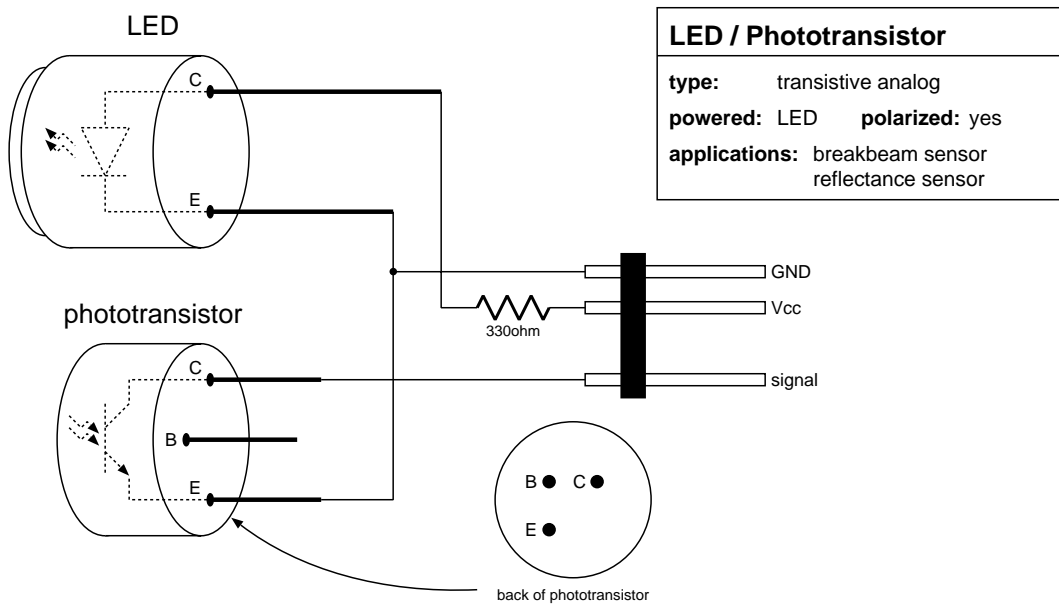 LED
C
E
phototransistor
C
B
E
330ohm
GND
Vcc
signal
B C
E
back of phototransistor
LED / Phototransistor
type: transistive analog
powered: LED polarized: yes
applications: breakbeam sensor
reflectance sensor